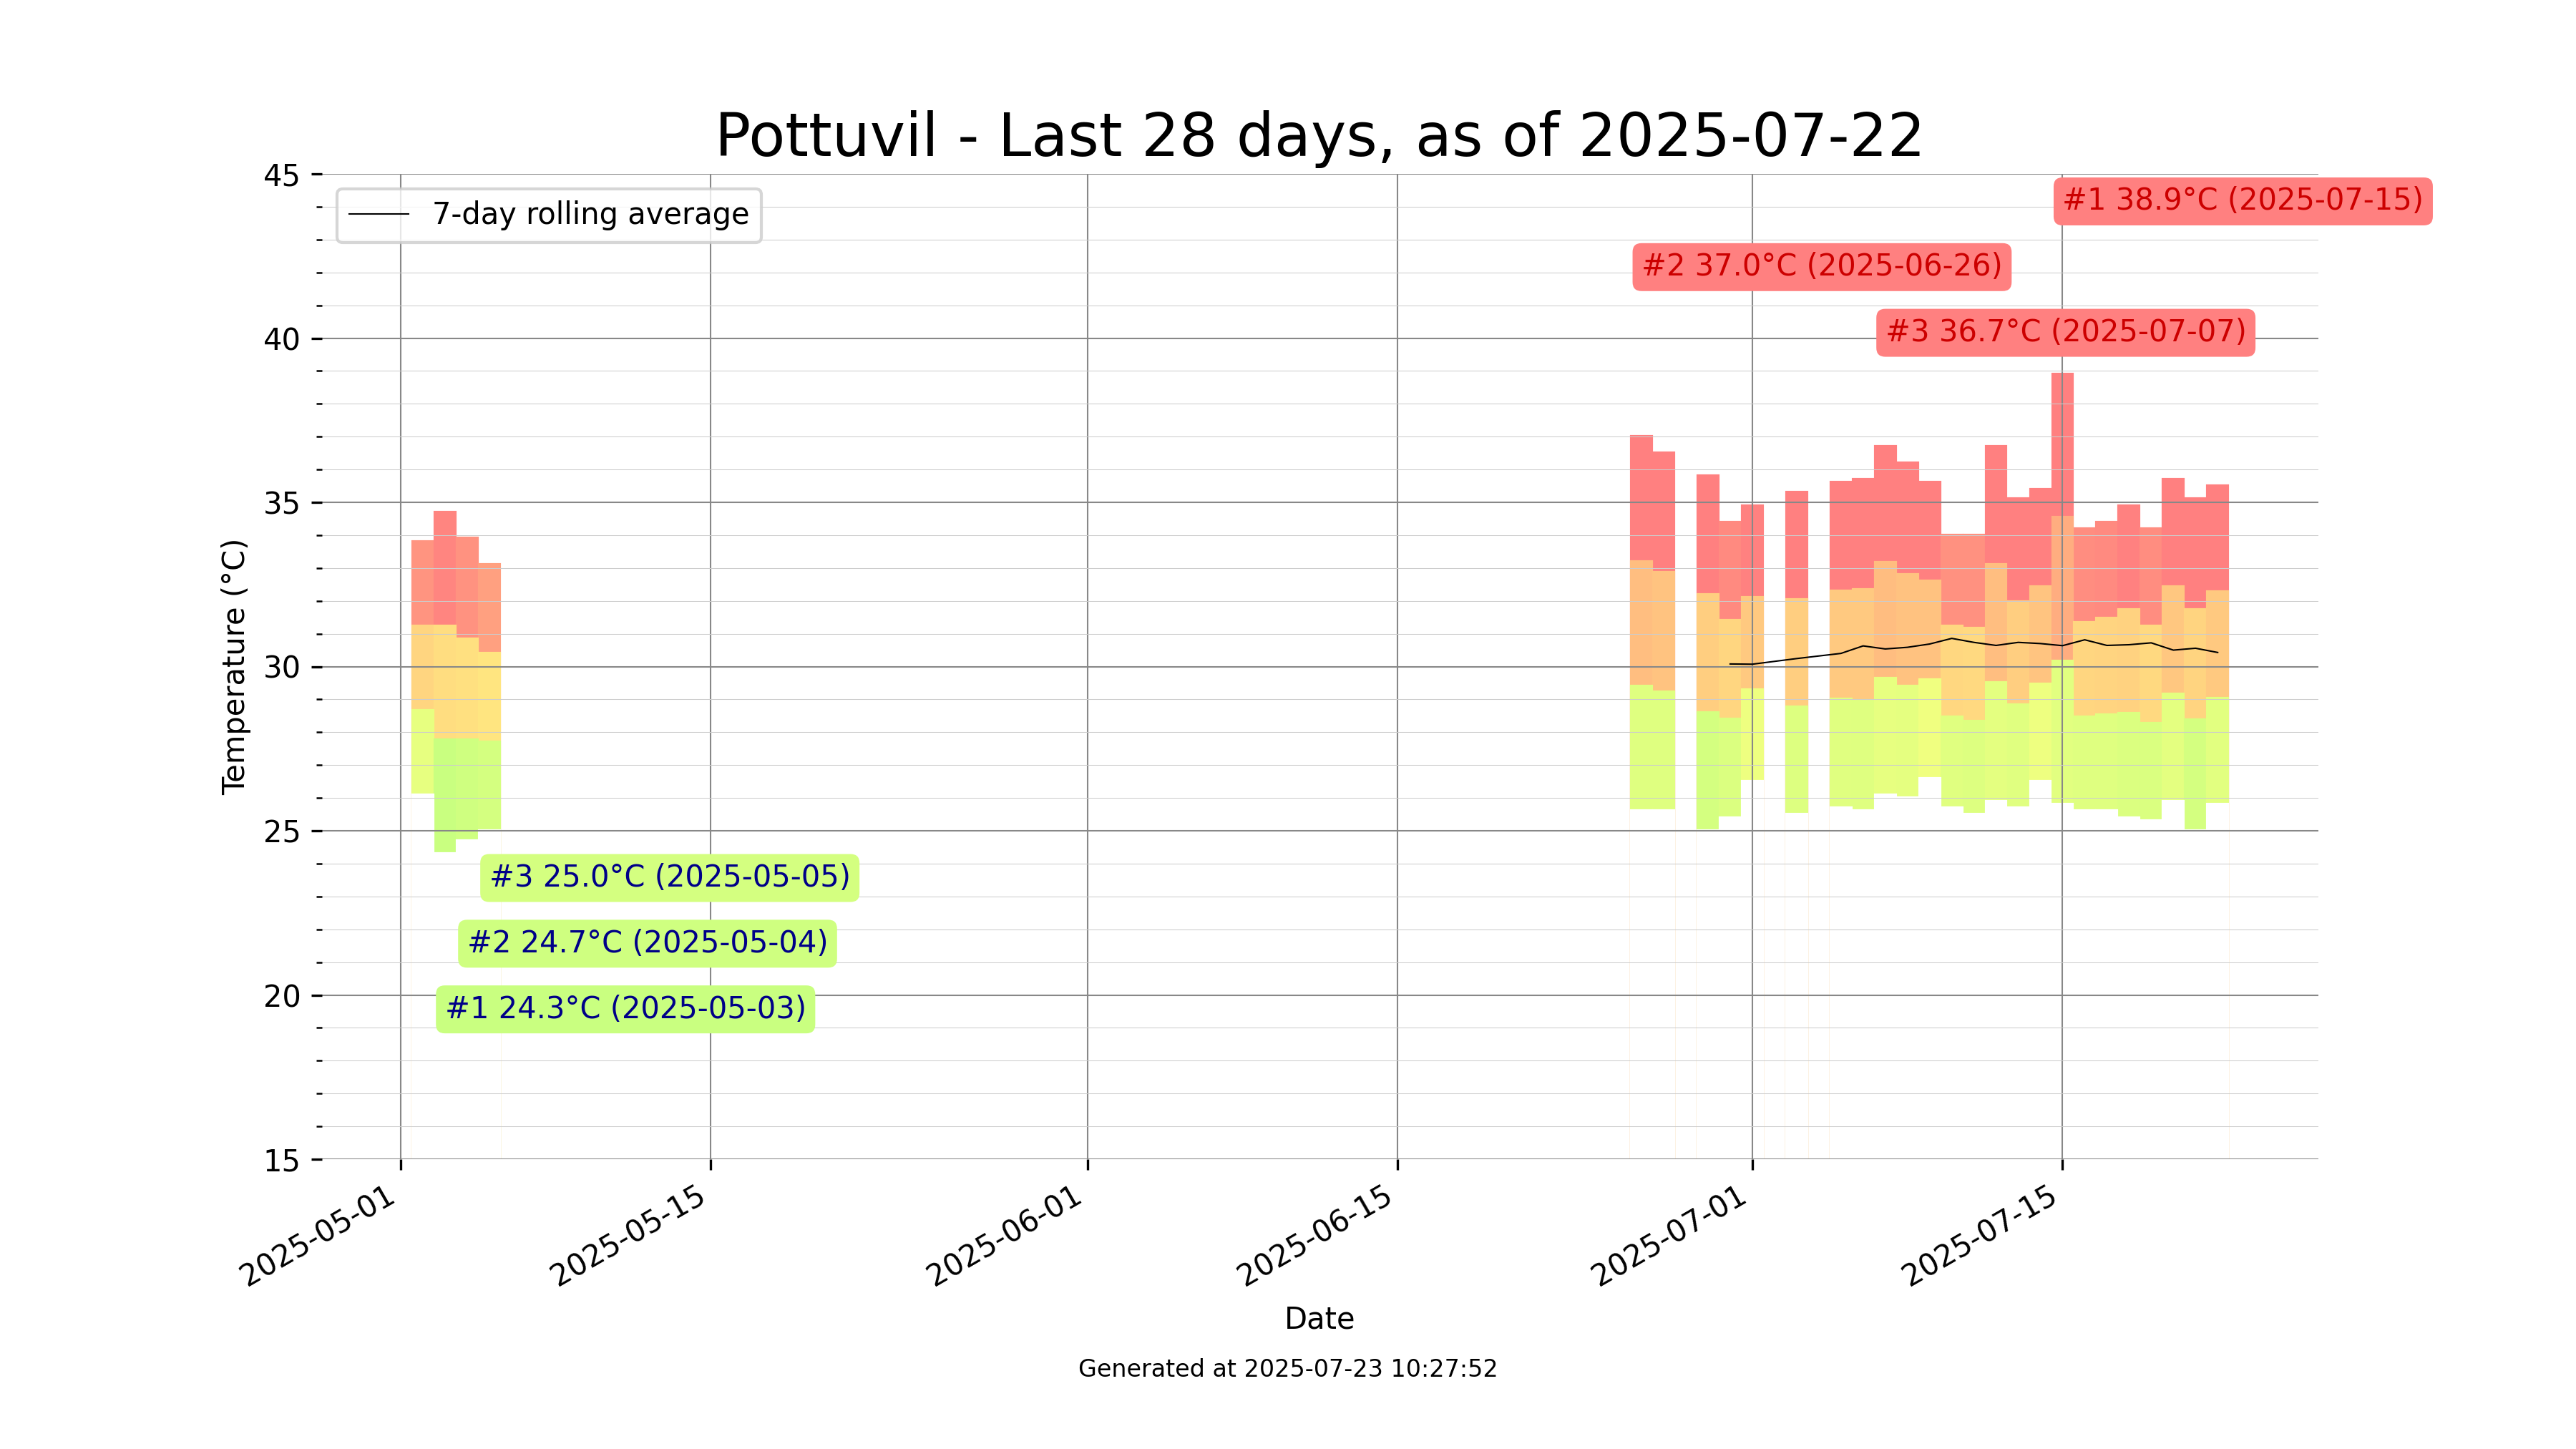 Pottuvil - Last 28 days, as of 2025-07-22
7-day rolling average
#1 38.9°C (2025-07-15)
#2 37.0°C (2025-06-26)
#3 36.7°C (2025-07-07)
#3 25.0°C (2025-05-05)
#2 24.7°C (2025-05-04)
#1 24.3°C (2025-05-03)
Temperature (°C)
45
40
35
30
25
20
15
2025-05-01
2025-05-15
2025-06-01
2025-06-15
2025-07-01
2025-07-15
Date
Generated at 2025-07-23 10:27:52